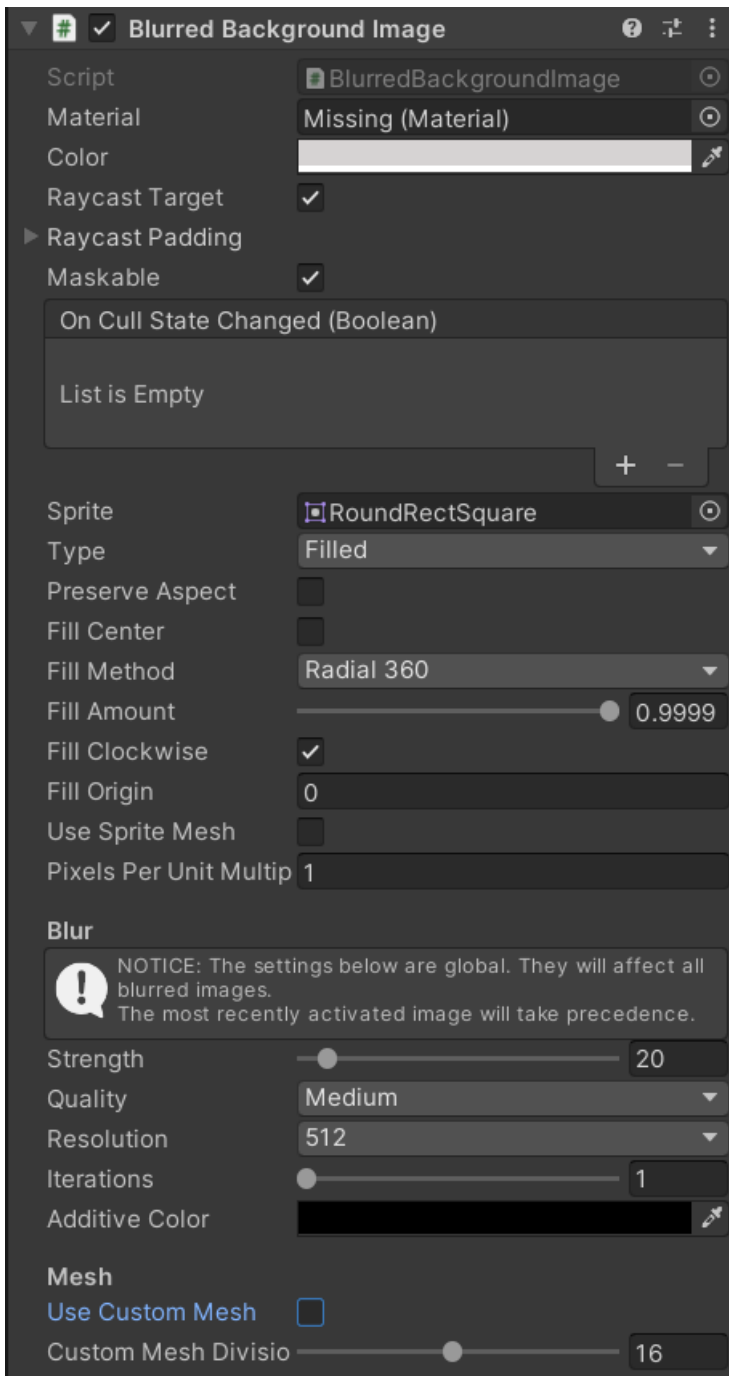 Blurred Background Image
Script BlurredBackgroundImage
Material Missing (Material)
Color
Raycast Target
Raycast Padding
Maskable
On Cull State Changed (Boolean)
List is Empty
+ −
Sprite RoundRectSquare
Type Filled
Preserve Aspect
Fill Center
Fill Method Radial 360
Fill Amount 0.9999
Fill Clockwise
Fill Origin 0
Use Sprite Mesh
Pixels Per Unit Multip 1
Blur
NOTICE: The settings below are global. They will affect all
blurred images.
The most recently activated image will take precedence.
Strength 20
Quality Medium
Resolution 512
Iterations 1
Additive Color
Mesh
Use Custom Mesh
Custom Mesh Divisio 16